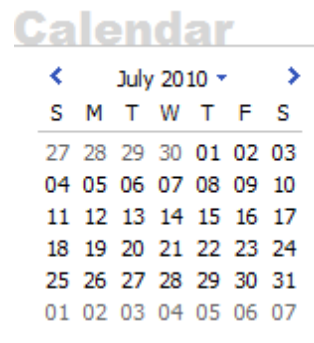 Calendar
July 2010
S M T W T F S
27 28 29 30 01 02 03
04 05 06 07 08 09 10
11 12 13 14 15 16 17
18 19 20 21 22 23 24
25 26 27 28 29 30 31
01 02 03 04 05 06 07